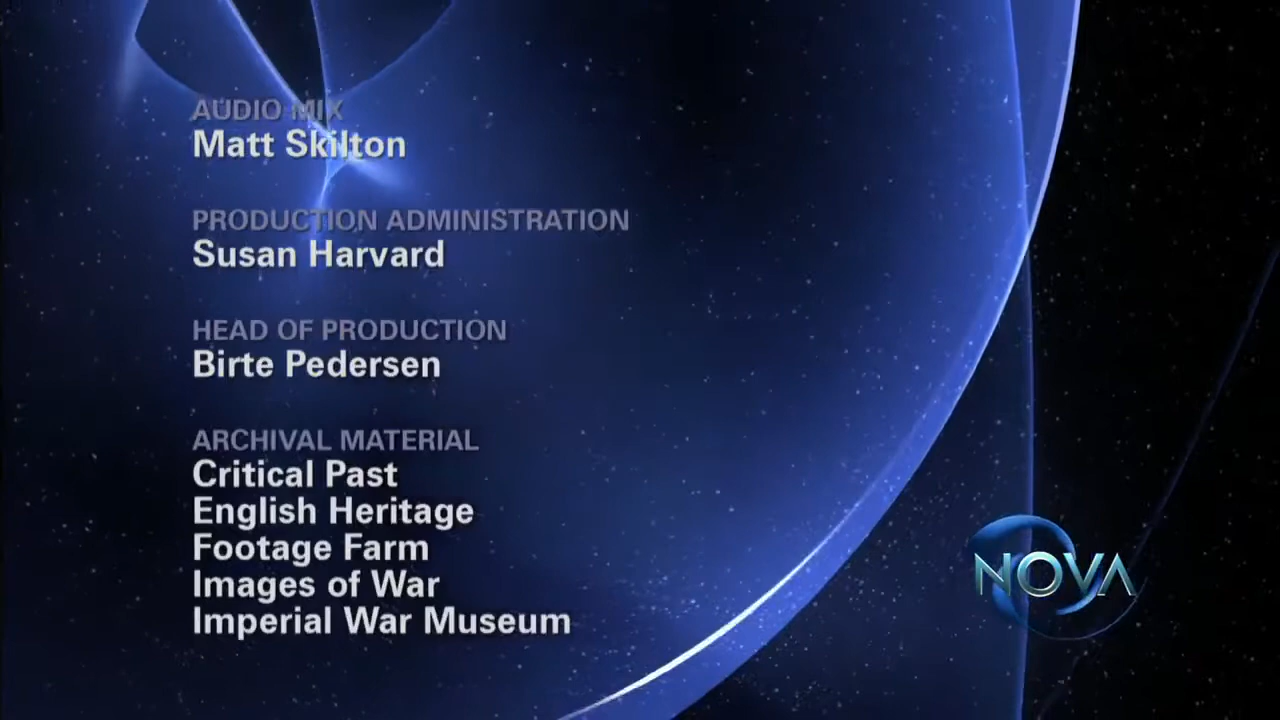 AUDIO MIX
Matt Skilton
PRODUCTION ADMINISTRATION
Susan Harvard
HEAD OF PRODUCTION
Birte Pedersen
ARCHIVAL MATERIAL
Critical Past
English Heritage
Footage Farm
Images of War
Imperial War Museum
NOVA